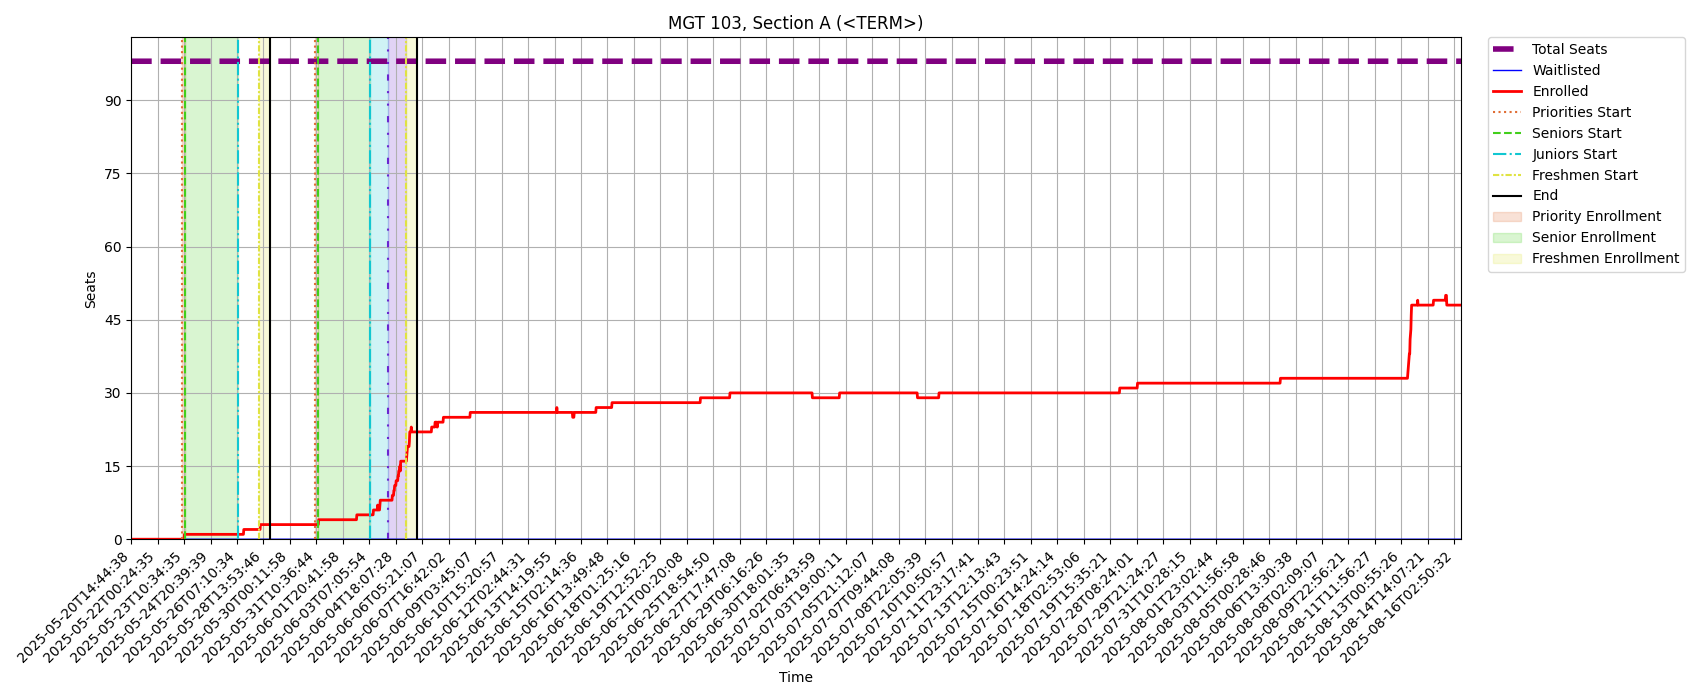 MGT 103, Section A (<TERM>)
Total Seats
Waitlisted
Enrolled
Priorities Start
Seniors Start
Juniors Start
Freshmen Start
End
Priority Enrollment
Senior Enrollment
Freshmen Enrollment
Seats
90
75
60
45
30
15
0
2025-05-20T14:44:38
2025-05-22T00:24:35
2025-05-23T10:34:35
2025-05-24T20:39:39
2025-05-26T07:10:34
2025-05-28T13:53:46
2025-05-30T00:11:58
2025-05-31T10:36:44
2025-06-01T20:41:58
2025-06-03T07:05:54
2025-06-04T18:07:28
2025-06-06T05:21:07
2025-06-07T16:42:02
2025-06-09T03:45:07
2025-06-10T15:20:57
2025-06-12T02:44:31
2025-06-13T14:19:55
2025-06-15T02:14:36
2025-06-16T13:49:48
2025-06-18T01:25:16
2025-06-19T12:52:25
2025-06-21T00:20:08
2025-06-25T18:54:50
2025-06-27T17:47:08
2025-06-29T06:16:26
2025-06-30T18:01:35
2025-07-02T06:43:59
2025-07-03T19:00:11
2025-07-05T21:12:07
2025-07-07T09:44:08
2025-07-08T22:05:39
2025-07-10T10:50:57
2025-07-11T23:17:41
2025-07-13T12:13:43
2025-07-15T00:23:51
2025-07-16T14:24:14
2025-07-18T02:53:06
2025-07-19T15:35:21
2025-07-28T08:24:01
2025-07-29T21:24:27
2025-07-31T10:28:15
2025-08-01T23:02:44
2025-08-03T11:56:58
2025-08-05T00:28:46
2025-08-06T13:30:38
2025-08-08T02:09:07
2025-08-09T22:56:21
2025-08-11T11:56:27
2025-08-13T00:55:26
2025-08-14T14:07:21
2025-08-16T02:50:32
Time